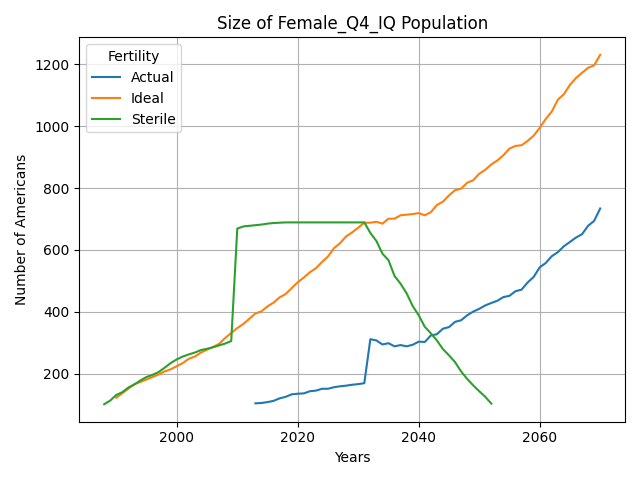 Size of Female_Q4_IQ Population
Fertility
Actual
Ideal
Sterile
Number of Americans
1200
1000
800
600
400
200
2000
2020
2040
2060
Years